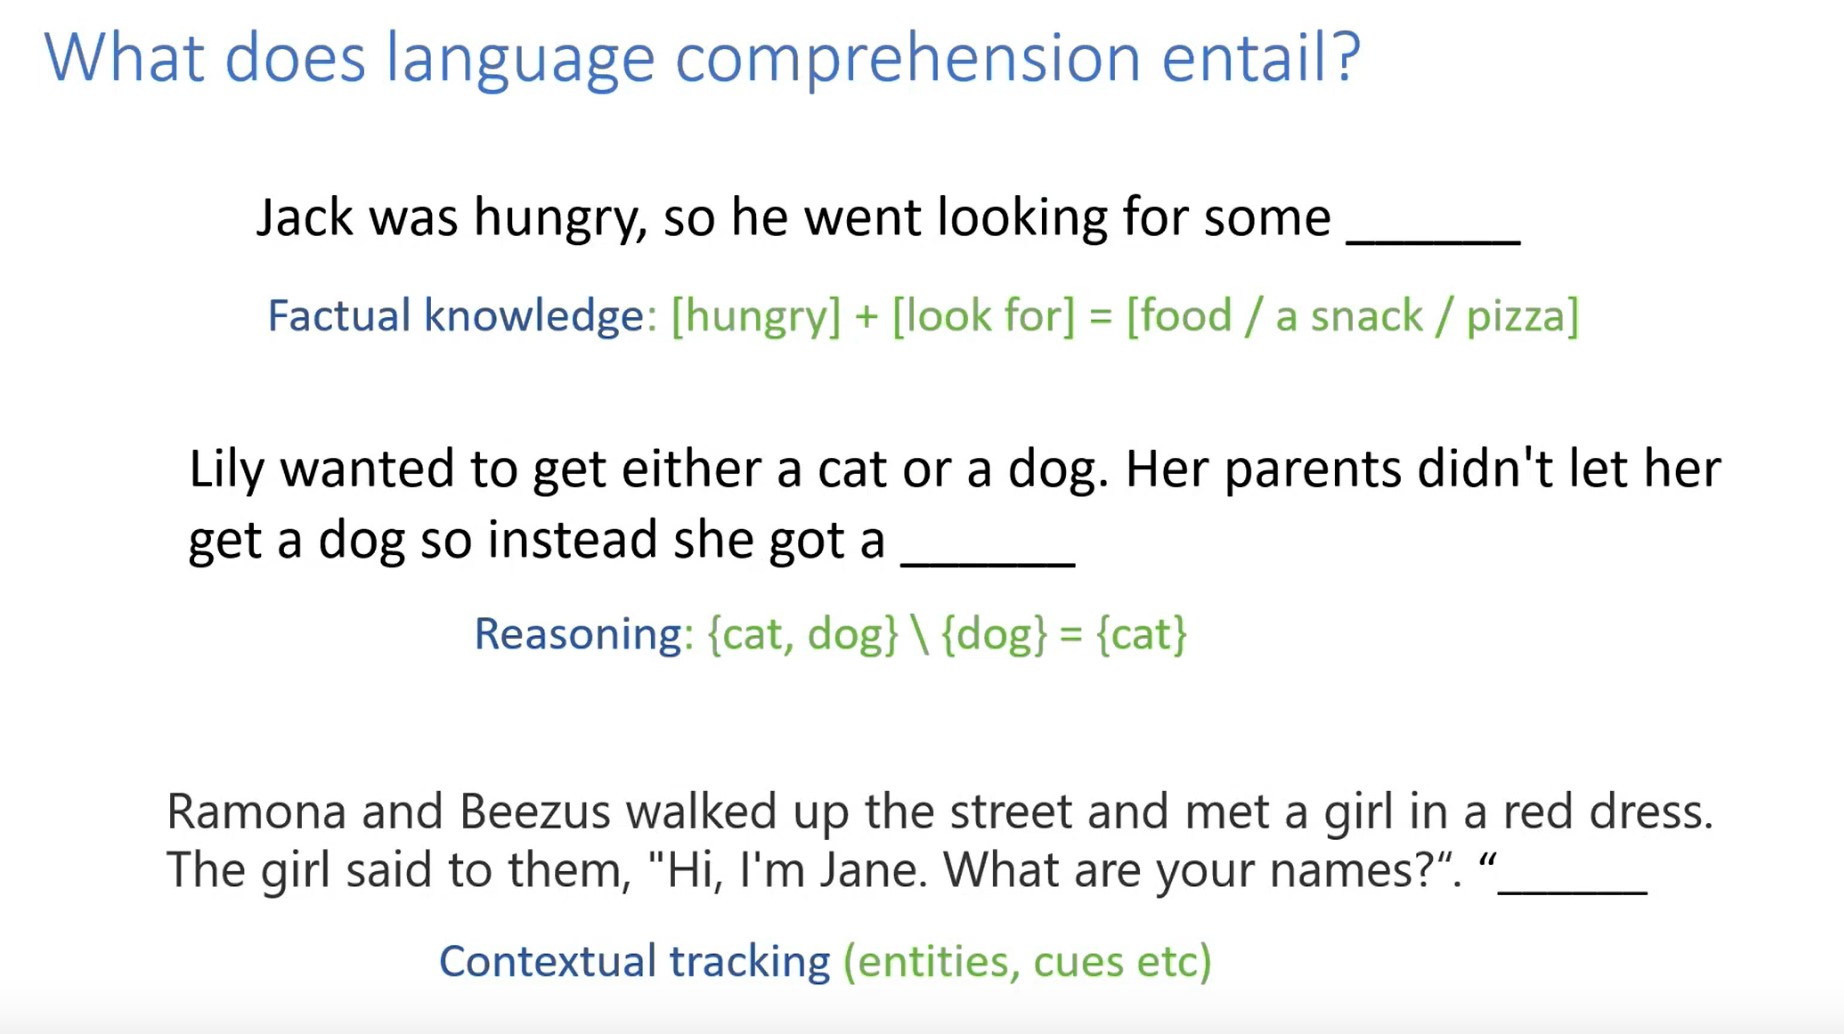 What does language comprehension entail?
Jack was hungry, so he went looking for some ______
Factual knowledge: [hungry] + [look for] = [food / a snack / pizza]
Lily wanted to get either a cat or a dog. Her parents didn't let her
get a dog so instead she got a ______
Reasoning: {cat, dog} \ {dog} = {cat}
Ramona and Beezus walked up the street and met a girl in a red dress.
The girl said to them, "Hi, I'm Jane. What are your names?“. “______
Contextual tracking (entities, cues etc)